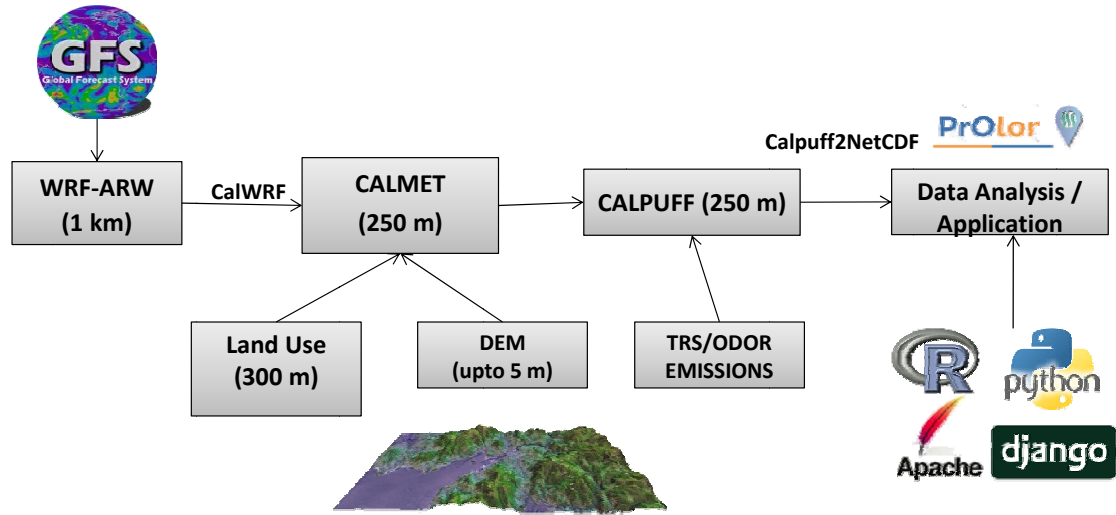 GFS
Global Forecast System
Calpuff2NetCDF
PrOlor
WRF-ARW
(1 km)
CalWRF
CALMET
(250 m)
CALPUFF (250 m)
Data Analysis /
Application
Land Use
(300 m)
DEM
(upto 5 m)
TRS/ODOR
EMISSIONS
R
python
Apache
django